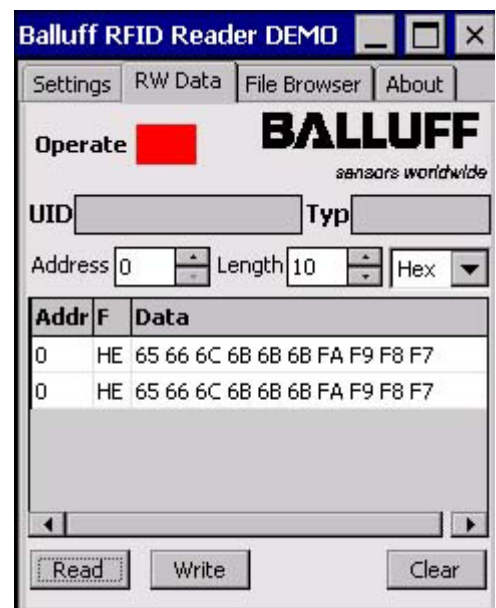 Balluff RFID Reader DEMO
Settings RW Data File Browser About
Operate BALLUFF
sensors worldwide
UID Typ
Address 0 Length 10 Hex
Addr F Data
0 HE 65 66 6C 6B 6B 6B FA F9 F8 F7
0 HE 65 66 6C 6B 6B 6B FA F9 F8 F7
Read Write Clear